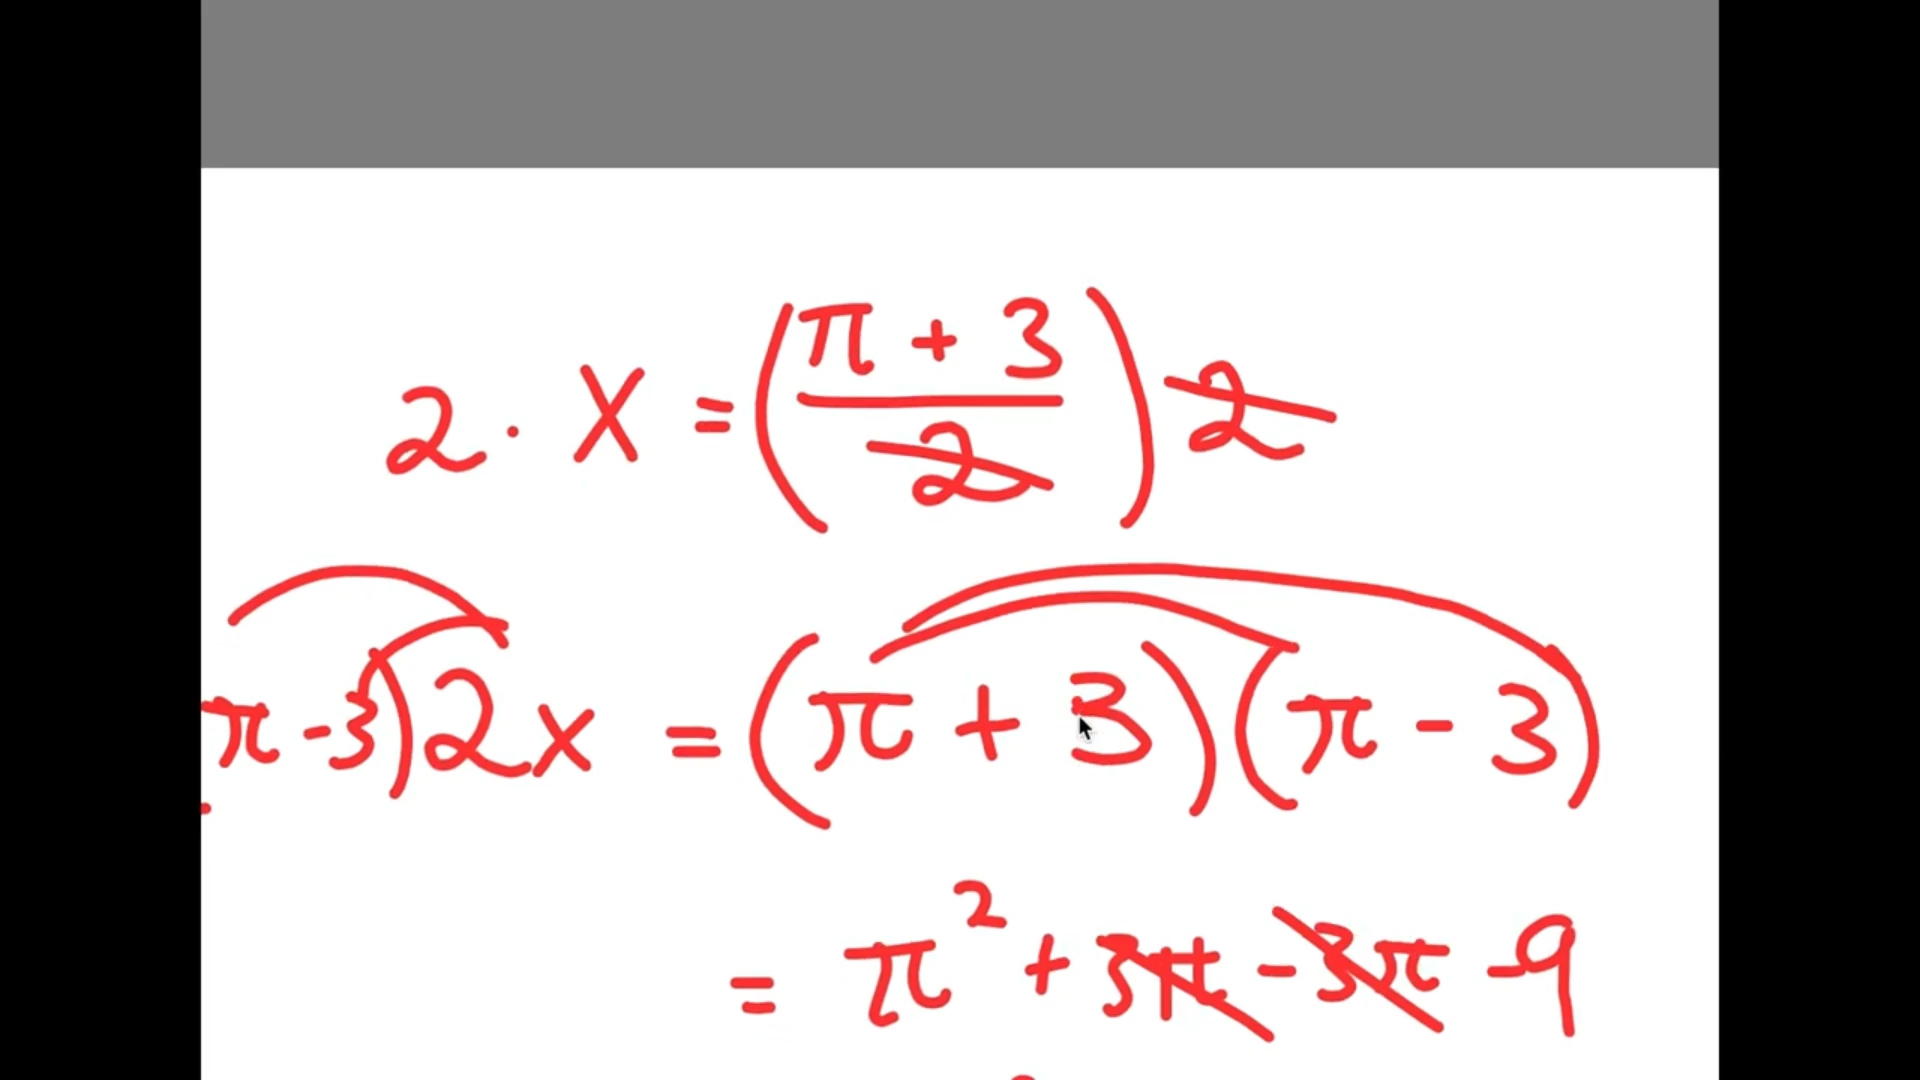 2 · X = (π + 3 / 2) 2
π - 3) 2x = (π + 3) (π - 3)
= π² + 3π - 3π - 9